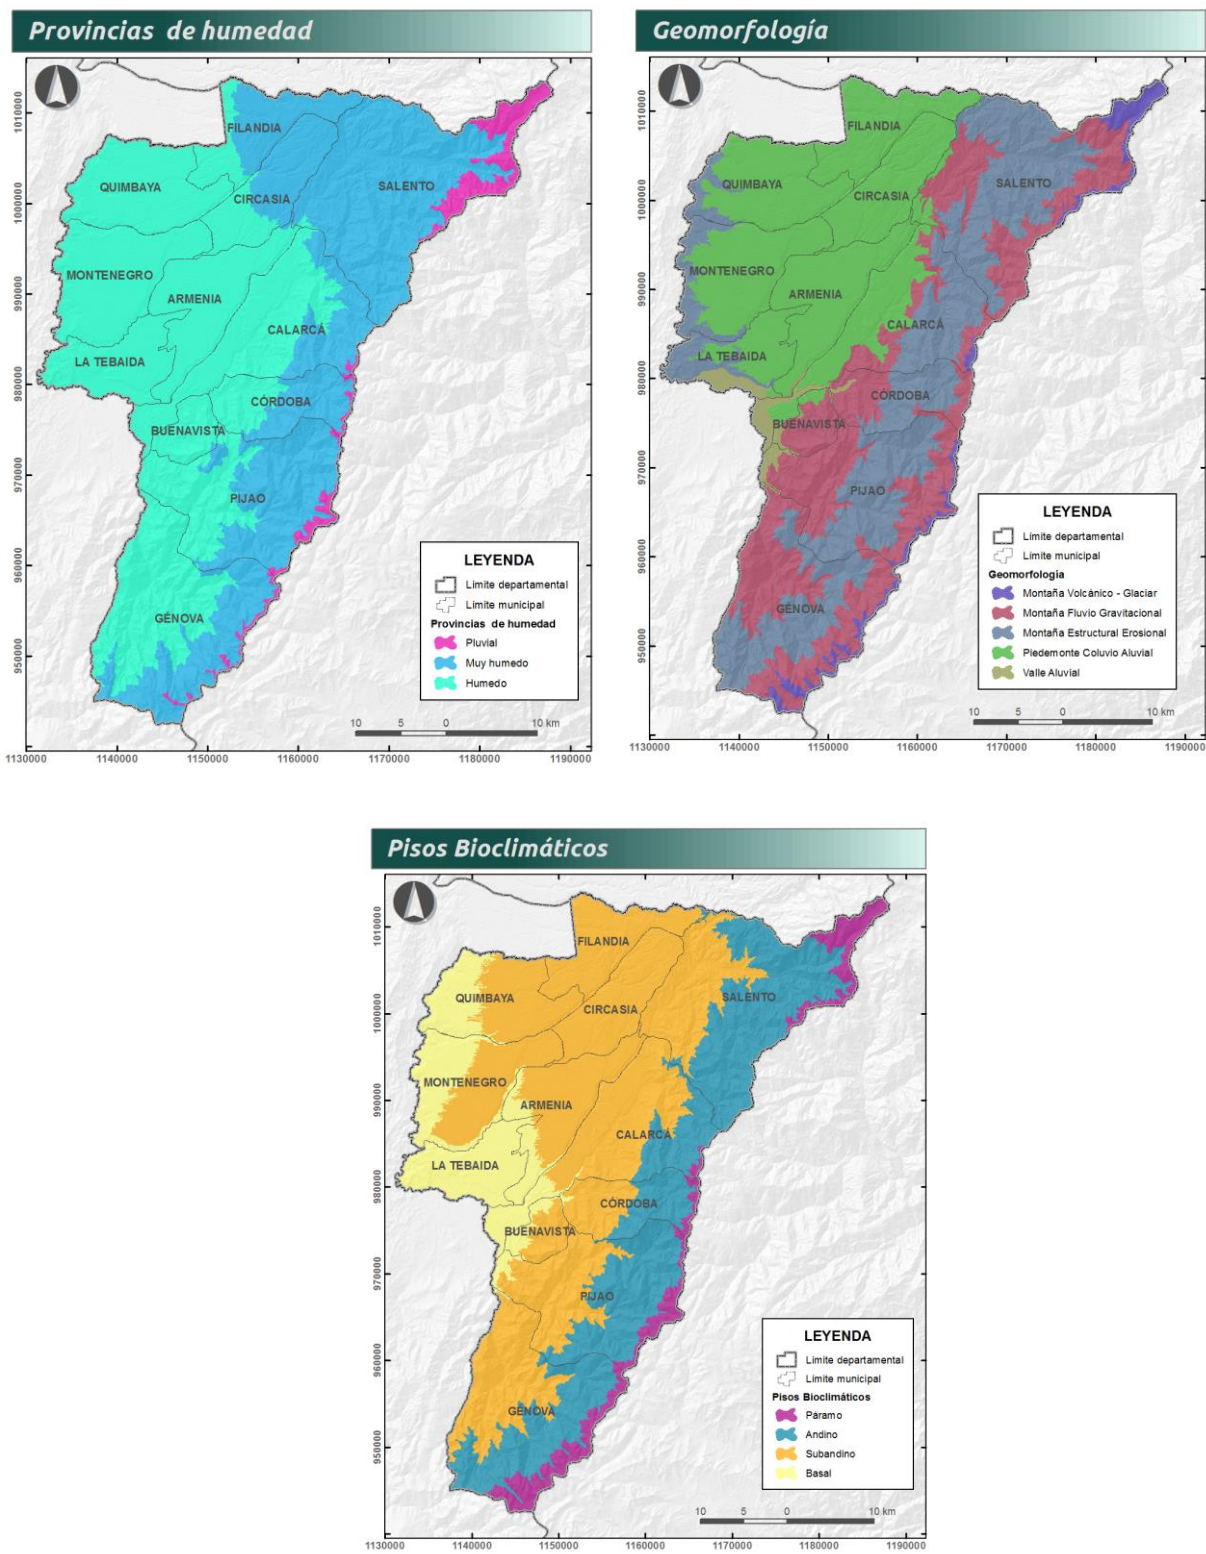 Provincias de humedad
1010000
1000000
990000
980000
970000
960000
950000
FILANDIA
QUIMBAYA
SALENTO
CIRCASIA
MONTENEGRO
ARMENIA
CALARCÁ
LA TEBAIDA
CÓRDOBA
BUENAVISTA
PIJAO
GÉNOVA
LEYENDA
Límite departamental
Límite municipal
Provincias de humedad
Pluvial
Muy humedo
Humedo
10 5 0 10 km
1130000 1140000 1150000 1160000 1170000 1180000 1190000
Geomorfología
1010000
1000000
990000
980000
970000
960000
950000
FILANDIA
QUIMBAYA
SALENTO
CIRCASIA
MONTENEGRO
ARMENIA
CALARCÁ
LA TEBAIDA
CÓRDOBA
BUENAVISTA
PIJAO
GÉNOVA
LEYENDA
Límite departamental
Límite municipal
Geomorfología
Montaña Volcánico - Glaciar
Montaña Fluvio Gravitacional
Montaña Estructural Erosional
Piedemonte Coluvio Aluvial
Valle Aluvial
10 5 0 10 km
1130000 1140000 1150000 1160000 1170000 1180000 1190000
Pisos Bioclimáticos
1010000
1000000
990000
980000
970000
960000
950000
FILANDIA
QUIMBAYA
SALENTO
CIRCASIA
MONTENEGRO
ARMENIA
CALARCÁ
LA TEBAIDA
CÓRDOBA
BUENAVISTA
PIJAO
GÉNOVA
LEYENDA
Límite departamental
Límite municipal
Pisos Bioclimáticos
Páramo
Andino
Subandino
Basal
10 5 0 10 km
1130000 1140000 1150000 1160000 1170000 1180000 1190000